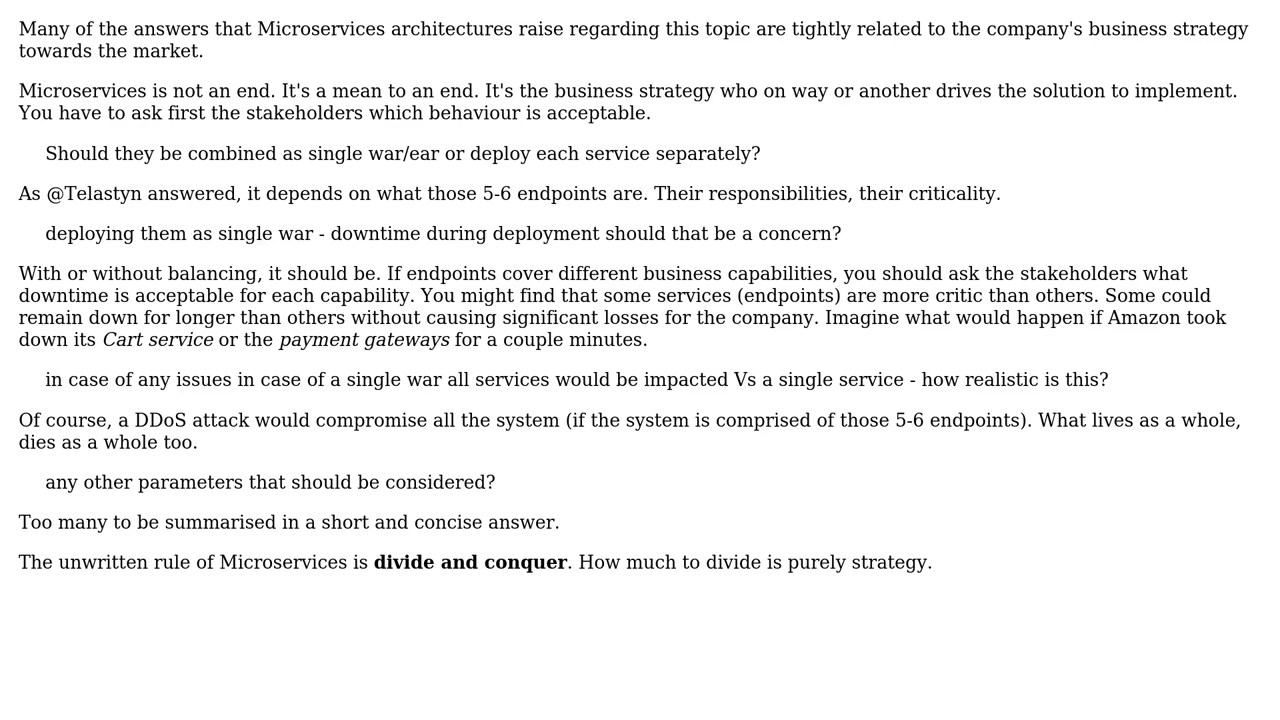 Many of the answers that Microservices architectures raise regarding this topic are tightly related to the company's business strategy
towards the market.
Microservices is not an end. It's a mean to an end. It's the business strategy who on way or another drives the solution to implement.
You have to ask first the stakeholders which behaviour is acceptable.
Should they be combined as single war/ear or deploy each service separately?
As @Telastyn answered, it depends on what those 5-6 endpoints are. Their responsibilities, their criticality.
deploying them as single war - downtime during deployment should that be a concern?
With or without balancing, it should be. If endpoints cover different business capabilities, you should ask the stakeholders what
downtime is acceptable for each capability. You might find that some services (endpoints) are more critic than others. Some could
remain down for longer than others without causing significant losses for the company. Imagine what would happen if Amazon took
down its Cart service or the payment gateways for a couple minutes.
in case of any issues in case of a single war all services would be impacted Vs a single service - how realistic is this?
Of course, a DDoS attack would compromise all the system (if the system is comprised of those 5-6 endpoints). What lives as a whole,
dies as a whole too.
any other parameters that should be considered?
Too many to be summarised in a short and concise answer.
The unwritten rule of Microservices is divide and conquer. How much to divide is purely strategy.